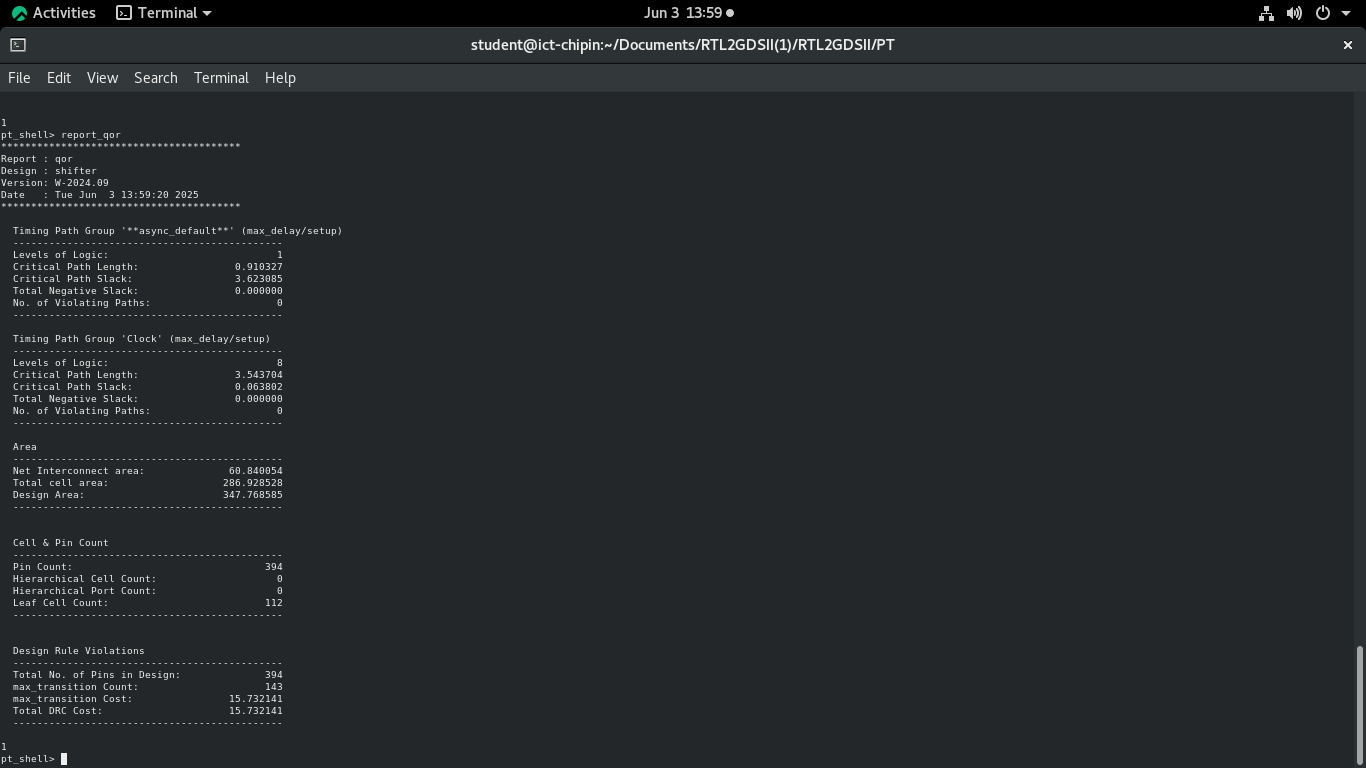 Activities Terminal Jun 3 13:59
student@ict-chipin:~/Documents/RTL2GDSII(1)/RTL2GDSII/PT ×
File Edit View Search Terminal Help
1
pt_shell> report_qor
****************************************
Report : qor
Design : shifter
Version: W-2024.09
Date   : Tue Jun  3 13:59:20 2025
****************************************
Timing Path Group '**async_default**' (max_delay/setup)
---------------------------------------------
Levels of Logic: 1
Critical Path Length: 0.910327
Critical Path Slack: 3.623085
Total Negative Slack: 0.000000
No. of Violating Paths: 0
---------------------------------------------
Timing Path Group 'Clock' (max_delay/setup)
---------------------------------------------
Levels of Logic: 8
Critical Path Length: 3.543704
Critical Path Slack: 0.063802
Total Negative Slack: 0.000000
No. of Violating Paths: 0
---------------------------------------------
Area
---------------------------------------------
Net Interconnect area: 60.840054
Total cell area: 286.928528
Design Area: 347.768585
---------------------------------------------
Cell & Pin Count
---------------------------------------------
Pin Count: 394
Hierarchical Cell Count: 0
Hierarchical Port Count: 0
Leaf Cell Count: 112
---------------------------------------------
Design Rule Violations
---------------------------------------------
Total No. of Pins in Design: 394
max_transition Count: 143
max_transition Cost: 15.732141
Total DRC Cost: 15.732141
---------------------------------------------
1
pt_shell>